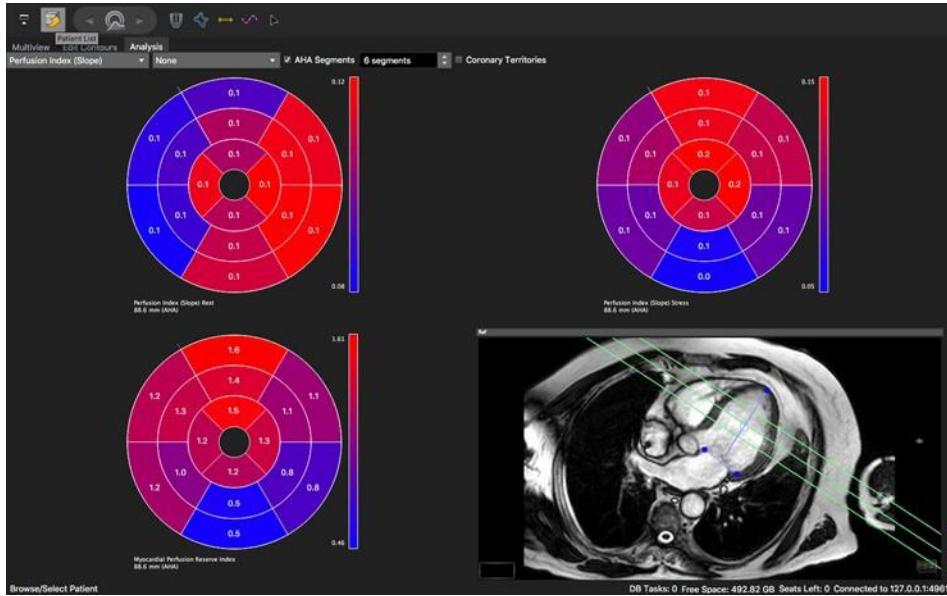 Patient List
Multiview Edit Contours Analysis
Perfusion Index (Slope) None AHA Segments 6 segments Coronary Territories
0.12
0.1
0.1
0.1 0.1
0.1 0.1 0.1
0.1 0.1
0.1
0.1 0.1 0.1 0.1
0.1
0.1
0.08
Perfusion Index (Slope) Rest
88.6 mm (AHA)
0.15
0.1
0.1
0.1 0.1
0.1 0.2 0.1
0.1 0.2
0.1
0.1 0.1 0.1 0.1
0.1
0.0
0.05
Perfusion Index (Slope) Stress
88.6 mm (AHA)
1.61
1.6
1.4
1.2 1.1
1.3 1.5 1.1
1.2 1.3
1.2
1.2 1.0 0.8 0.8
0.5
0.5
0.46
Myocardial Perfusion Reserve Index
88.6 mm (AHA)
Browse/Select Patient
DB Tasks: 0 Free Space: 492.82 GB Seats Left: 0 Connected to 127.0.0.1:496